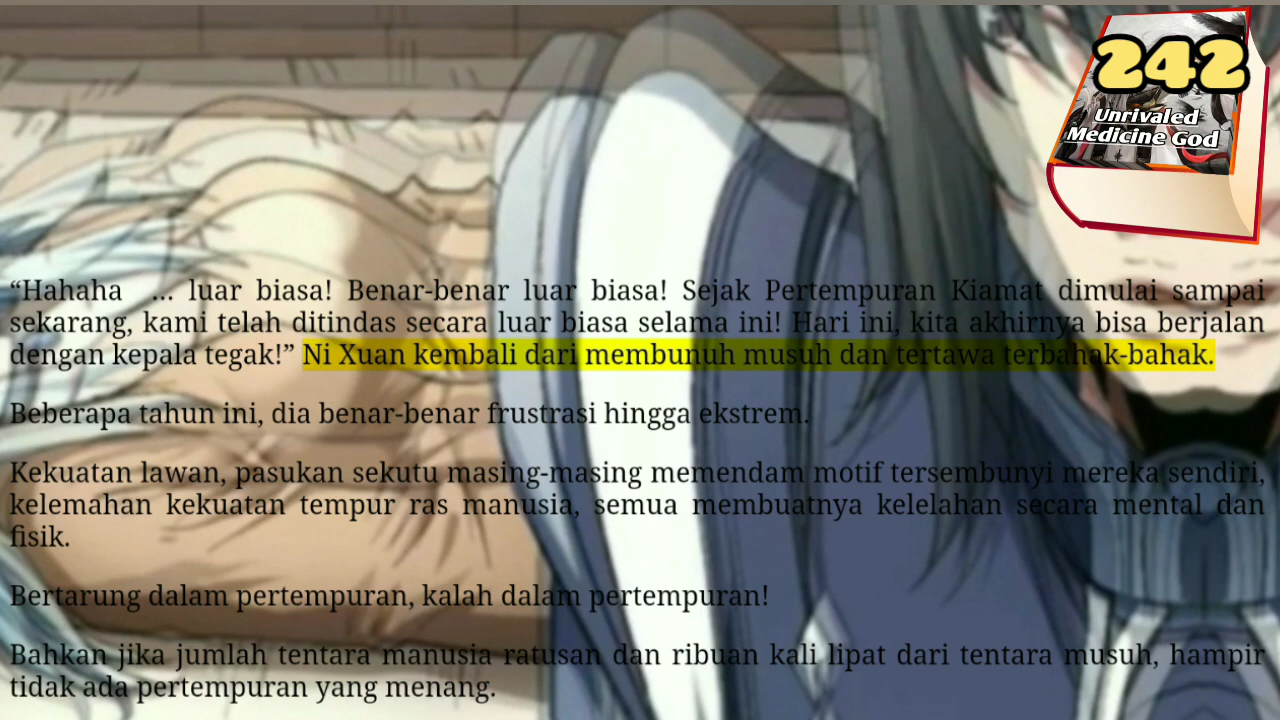 242
Unrivaled
Medicine God
“Hahaha … luar biasa! Benar-benar luar biasa! Sejak Pertempuran Kiamat dimulai sampai
sekarang, kami telah ditindas secara luar biasa selama ini! Hari ini, kita akhirnya bisa berjalan
dengan kepala tegak!” Ni Xuan kembali dari membunuh musuh dan tertawa terbahak-bahak.
Beberapa tahun ini, dia benar-benar frustrasi hingga ekstrem.
Kekuatan lawan, pasukan sekutu masing-masing memendam motif tersembunyi mereka sendiri,
kelemahan kekuatan tempur ras manusia, semua membuatnya kelelahan secara mental dan
fisik.
Bertarung dalam pertempuran, kalah dalam pertempuran!
Bahkan jika jumlah tentara manusia ratusan dan ribuan kali lipat dari tentara musuh, hampir
tidak ada pertempuran yang menang.